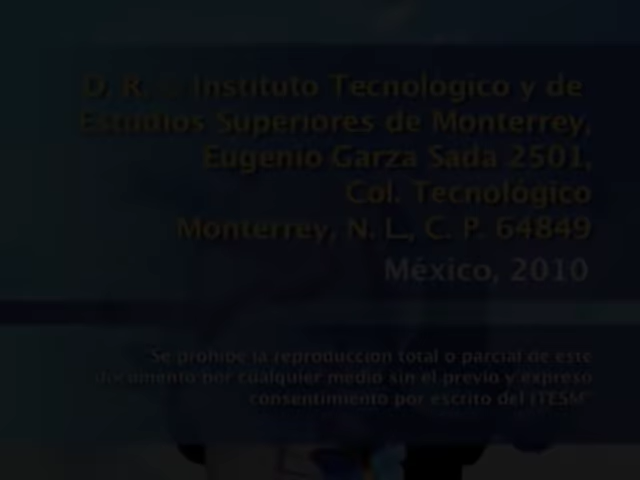 D. R. © Instituto Tecnológico y de
Estudios Superiores de Monterrey,
Eugenio Garza Sada 2501,
Col. Tecnológico
Monterrey, N. L., C. P. 64849
México, 2010
"Se prohíbe la reproducción total o parcial de este
documento por cualquier medio sin el previo y expreso
consentimiento por escrito del ITESM"